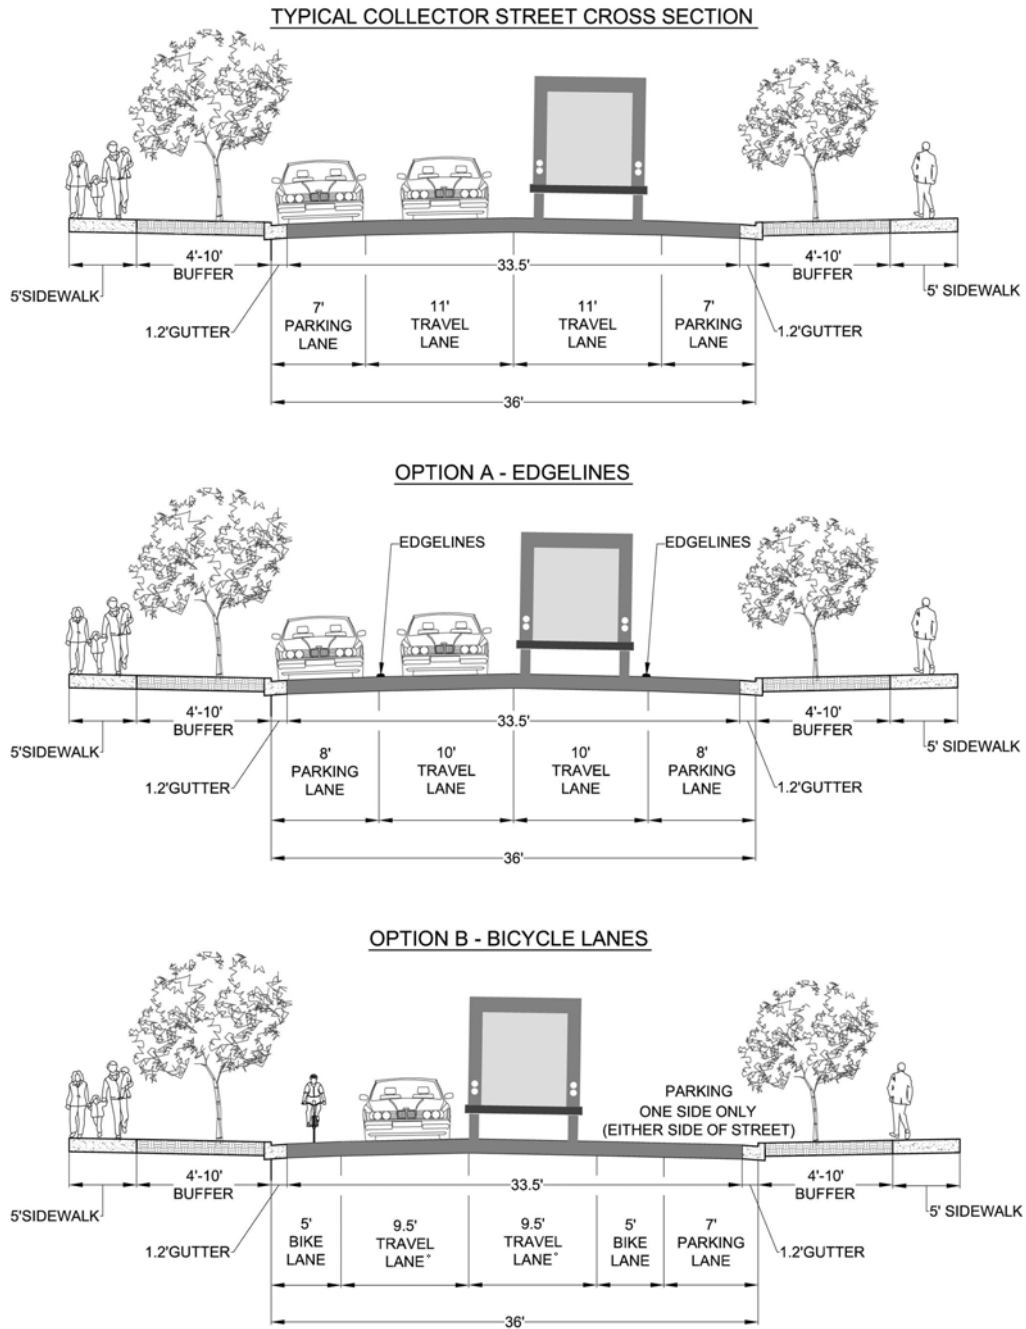 TYPICAL COLLECTOR STREET CROSS SECTION
4'-10'
BUFFER
33.5'
4'-10'
BUFFER
5'SIDEWALK
5' SIDEWALK
1.2'GUTTER
7'
PARKING
LANE
11'
TRAVEL
LANE
11'
TRAVEL
LANE
7'
PARKING
LANE
1.2'GUTTER
36'
OPTION A - EDGELINES
EDGELINES
EDGELINES
4'-10'
BUFFER
33.5'
4'-10'
BUFFER
5'SIDEWALK
5' SIDEWALK
1.2'GUTTER
8'
PARKING
LANE
10'
TRAVEL
LANE
10'
TRAVEL
LANE
8'
PARKING
LANE
1.2'GUTTER
36'
OPTION B - BICYCLE LANES
PARKING
ONE SIDE ONLY
(EITHER SIDE OF STREET)
4'-10'
BUFFER
33.5'
4'-10'
BUFFER
5'SIDEWALK
5' SIDEWALK
1.2'GUTTER
5'
BIKE
LANE
9.5'
TRAVEL
LANE*
9.5'
TRAVEL
LANE*
5'
BIKE
LANE
7'
PARKING
LANE
1.2'GUTTER
36'